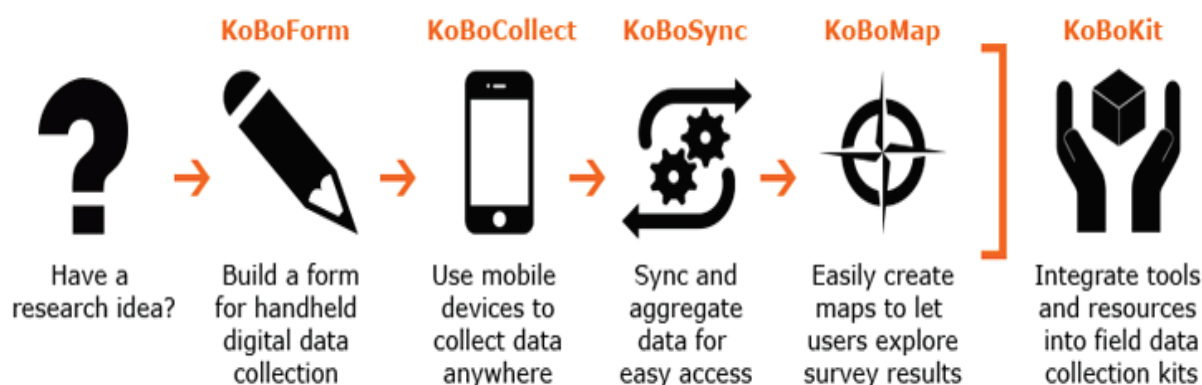 KoBoForm
KoBoCollect
KoBoSync
KoBoMap
KoBoKit
?
Have a
research idea?
Build a form
for handheld
digital data
collection
Use mobile
devices to
collect data
anywhere
Sync and
aggregate
data for
easy access
Easily create
maps to let
users explore
survey results
Integrate tools
and resources
into field data
collection kits